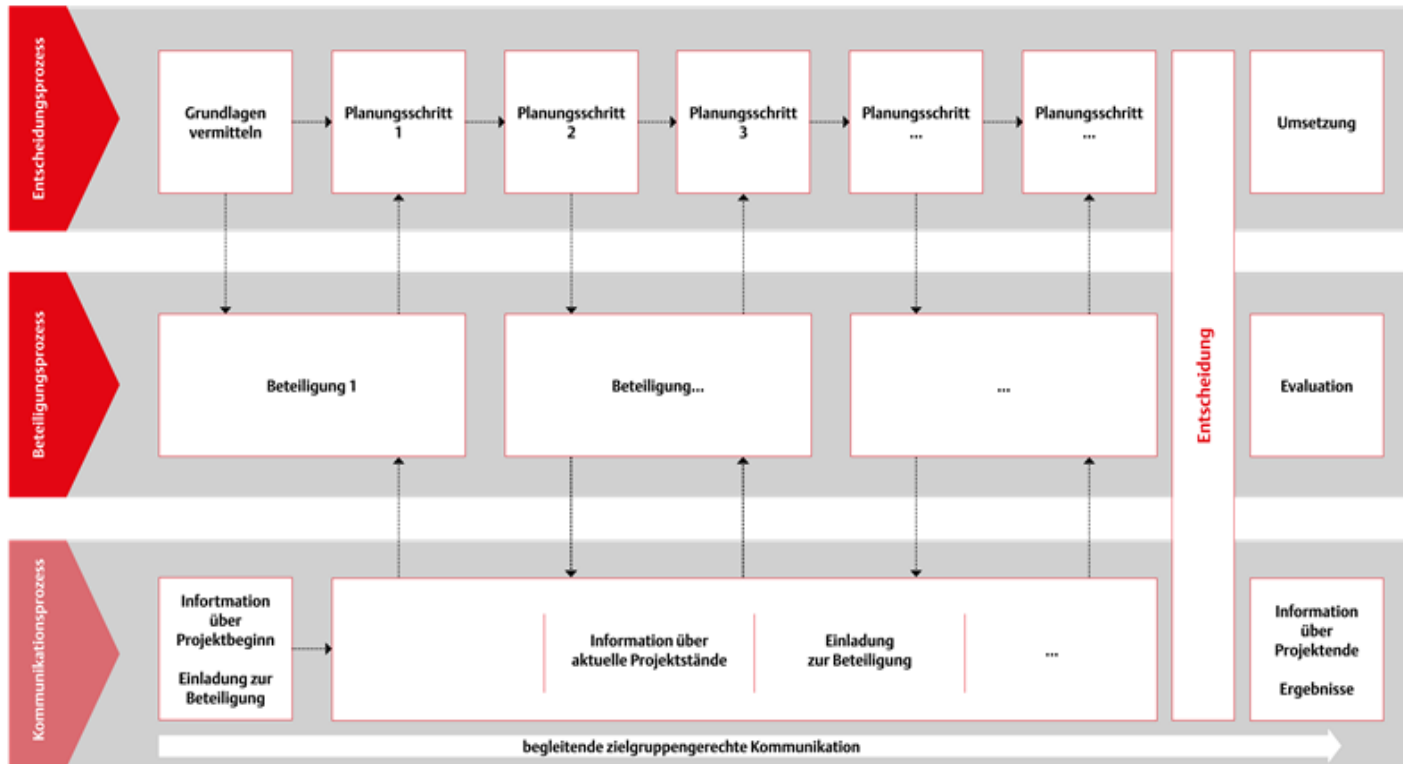 Entscheidungsprozess
Grundlagen
vermitteln
Planungsschritt
1
Planungsschritt
2
Planungsschritt
3
Planungsschritt
...
Planungsschritt
...
Umsetzung
Beteiligungsprozess
Beteiligung 1
Beteiligung...
...
Entscheidung
Evaluation
Kommunikationsprozess
Infortmation
über
Projektbeginn
Einladung zur
Beteiligung
Information über
aktuelle Projektstände
Einladung
zur Beteiligung
...
Information
über
Projektende
Ergebnisse
begleitende zielgruppengerechte Kommunikation